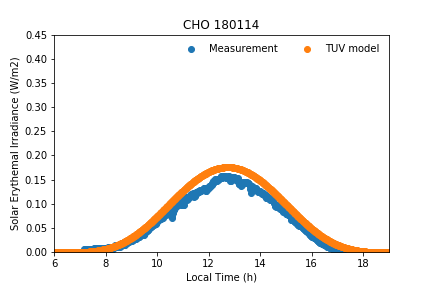 CHO 180114
Measurement
TUV model
Solar Erythemal Irradiance (W/m2)
0.45
0.40
0.35
0.30
0.25
0.20
0.15
0.10
0.05
0.00
6 8 10 12 14 16 18
Local Time (h)